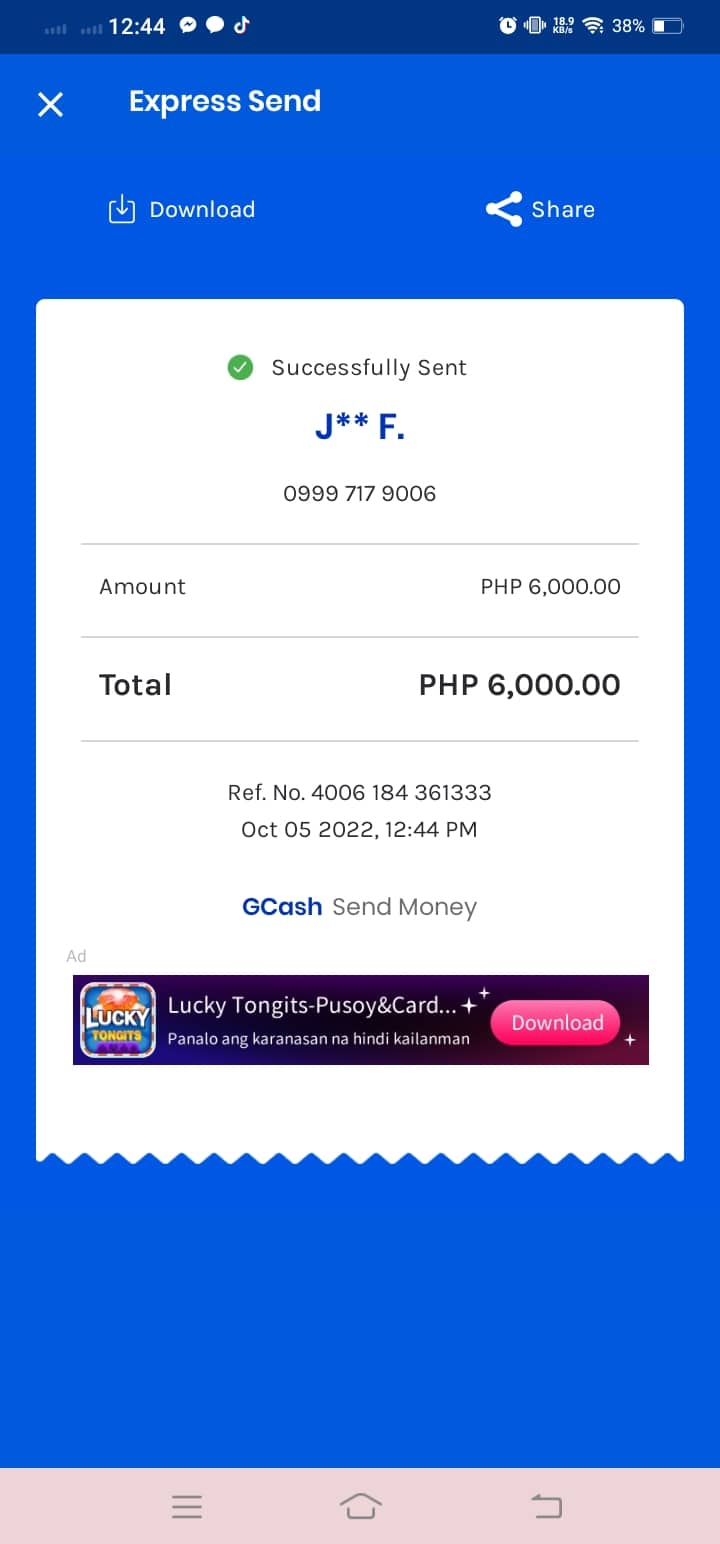 12:44 18.9 KB/s 38%
Express Send
Download Share
Successfully Sent
J** F.
0999 717 9006
Amount PHP 6,000.00
Total PHP 6,000.00
Ref. No. 4006 184 361333
Oct 05 2022, 12:44 PM
GCash Send Money
Ad
LUCKY TONGITS
Lucky Tongits-Pusoy&Card...
Panalo ang karanasan na hindi kailanman
Download